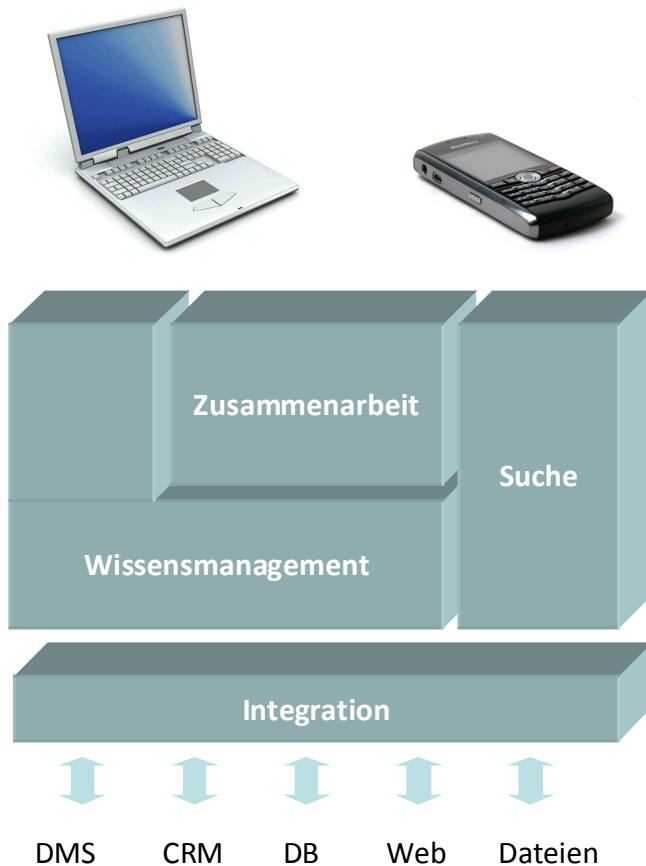 Zusammenarbeit
Suche
Wissensmanagement
Integration
DMS CRM DB Web Dateien